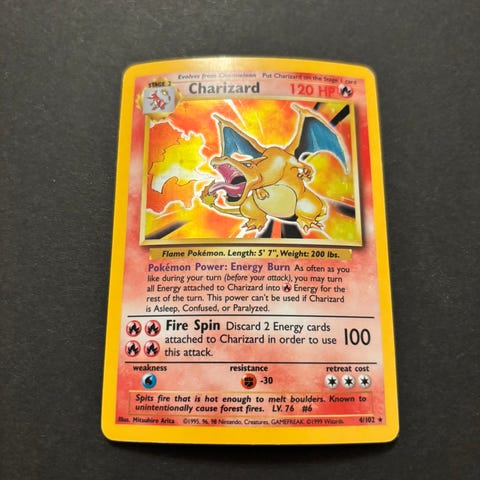 Evolves from Charmeleon Put Charizard on the Stage 1 card
STAGE 2
Charizard 120 HP
Flame Pokémon. Length: 5' 7", Weight: 200 lbs.
Pokémon Power: Energy Burn As often as you
like during your turn (before your attack), you may turn
all Energy attached to Charizard into Energy for the
rest of the turn. This power can't be used if Charizard
is Asleep, Confused, or Paralyzed.
Fire Spin Discard 2 Energy cards
attached to Charizard in order to use
this attack.
100
weakness resistance retreat cost
-30
Spits fire that is hot enough to melt boulders. Known to
unintentionally cause forest fires. LV. 76 #6
Illus. Mitsuhiro Arita ©1995, 96, 98 Nintendo, Creatures, GAMEFREAK. ©1999 Wizards. 4/102 ★